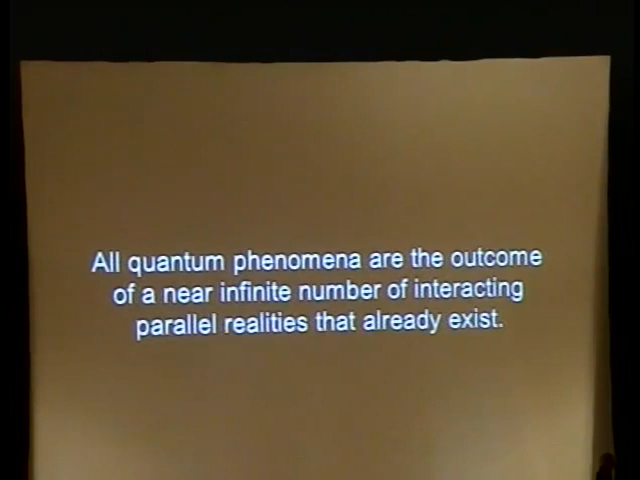 All quantum phenomena are the outcome
of a near infinite number of interacting
parallel realities that already exist.